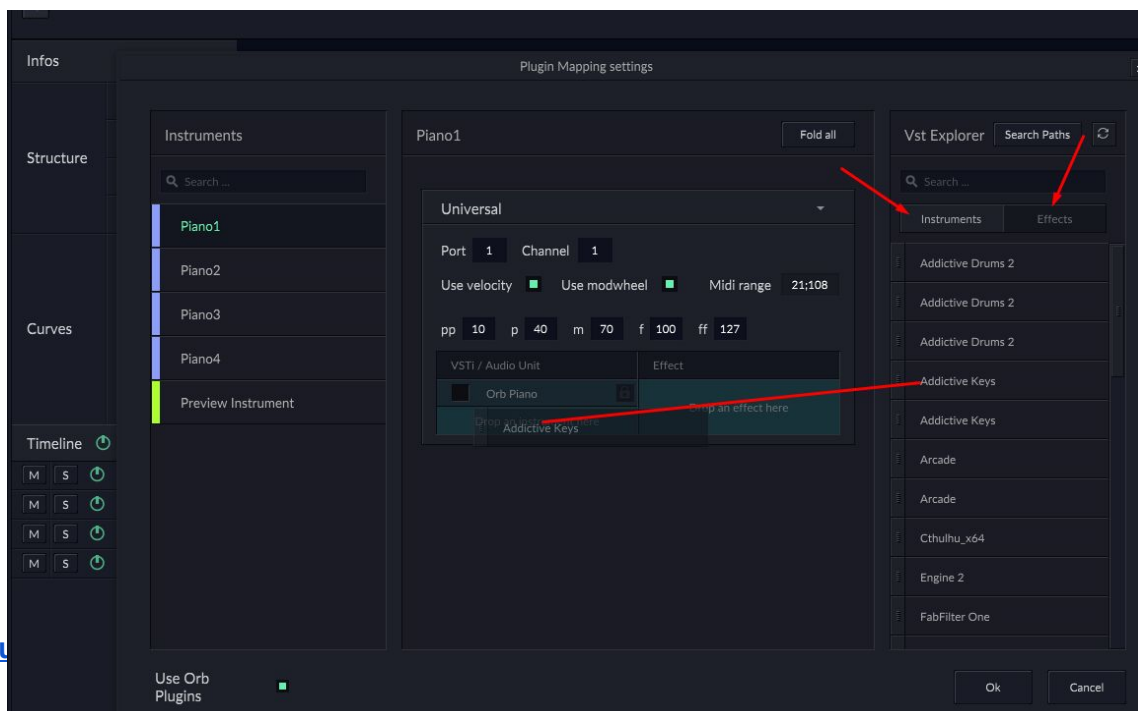 Infos
Structure
Curves
Timeline
M S
M S
M S
M S
Plugin Mapping settings
Instruments
Search ...
Piano1
Piano2
Piano3
Piano4
Preview Instrument
Piano1
Fold all
Universal
Port 1 Channel 1
Use velocity Use modwheel Midi range 21;108
pp 10 p 40 m 70 f 100 ff 127
VSTi / Audio Unit Effect
Orb Piano
Drop an instrument here
Addictive Keys
Drop an effect here
Vst Explorer Search Paths
Search ...
Instruments Effects
Addictive Drums 2
Addictive Drums 2
Addictive Drums 2
Addictive Keys
Addictive Keys
Arcade
Arcade
Cthulhu_x64
Engine 2
FabFilter One
Use Orb
Plugins
Ok Cancel